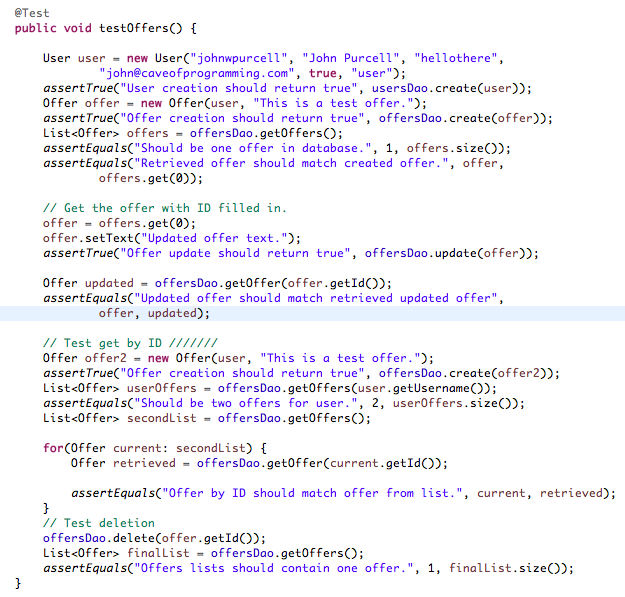 @Test
public void testOffers() {
User user = new User("johnwpurcell", "John Purcell", "hellothere",
"john@caveofprogramming.com", true, "user");
assertTrue("User creation should return true", usersDao.create(user));
Offer offer = new Offer(user, "This is a test offer.");
assertTrue("Offer creation should return true", offersDao.create(offer));
List<Offer> offers = offersDao.getOffers();
assertEquals("Should be one offer in database.", 1, offers.size());
assertEquals("Retrieved offer should match created offer.", offer,
offers.get(0));
// Get the offer with ID filled in.
offer = offers.get(0);
offer.setText("Updated offer text.");
assertTrue("Offer update should return true", offersDao.update(offer));
Offer updated = offersDao.getOffer(offer.getId());
assertEquals("Updated offer should match retrieved updated offer",
offer, updated);
// Test get by ID ///////
Offer offer2 = new Offer(user, "This is a test offer.");
assertTrue("Offer creation should return true", offersDao.create(offer2));
List<Offer> userOffers = offersDao.getOffers(user.getUsername());
assertEquals("Should be two offers for user.", 2, userOffers.size());
List<Offer> secondList = offersDao.getOffers();
for(Offer current: secondList) {
Offer retrieved = offersDao.getOffer(current.getId());
assertEquals("Offer by ID should match offer from list.", current, retrieved);
}
// Test deletion
offersDao.delete(offer.getId());
List<Offer> finalList = offersDao.getOffers();
assertEquals("Offers lists should contain one offer.", 1, finalList.size());
}